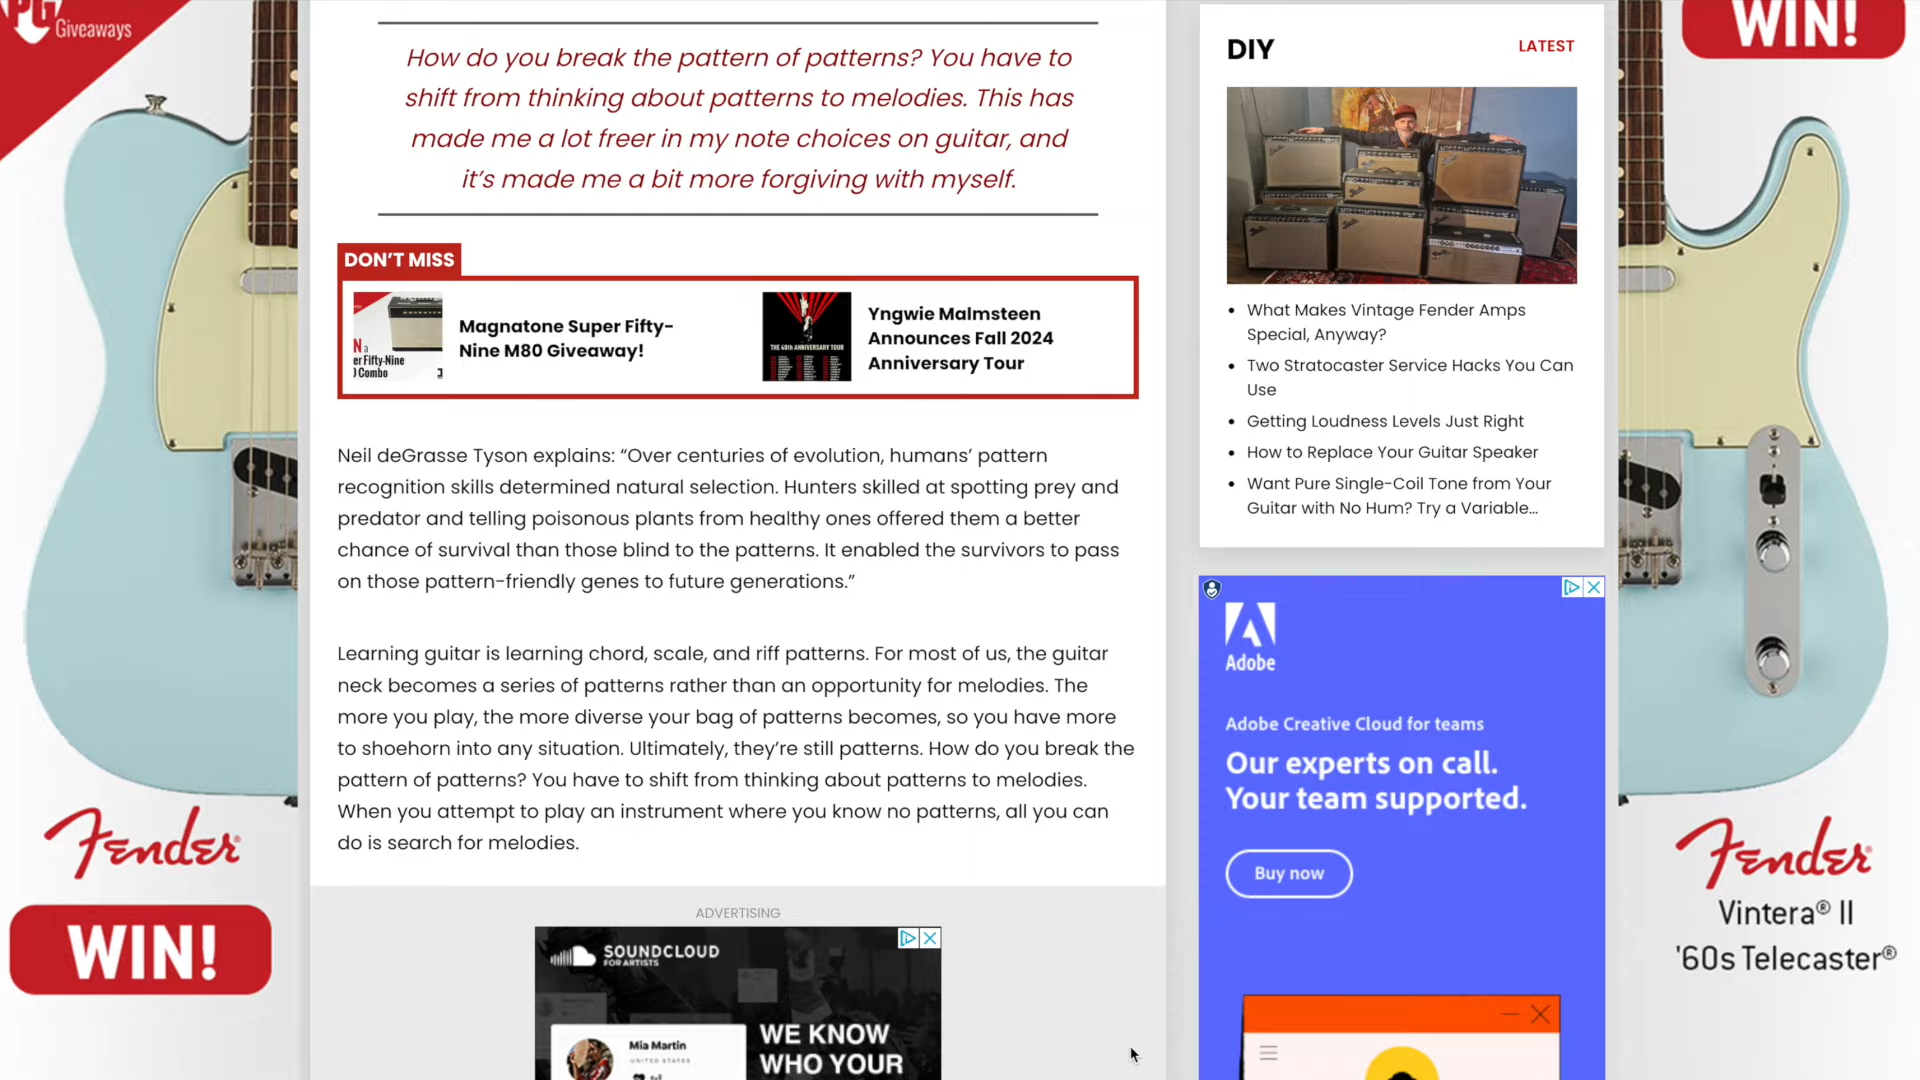 PG
Giveaways
How do you break the pattern of patterns? You have to
shift from thinking about patterns to melodies. This has
made me a lot freer in my note choices on guitar, and
it’s made me a bit more forgiving with myself.
DON’T MISS
N a
er Fifty-Nine
) Combo
Magnatone Super Fifty-
Nine M80 Giveaway!
THE 40th ANNIVERSARY TOUR
Yngwie Malmsteen
Announces Fall 2024
Anniversary Tour
Neil deGrasse Tyson explains: “Over centuries of evolution, humans’ pattern
recognition skills determined natural selection. Hunters skilled at spotting prey and
predator and telling poisonous plants from healthy ones offered them a better
chance of survival than those blind to the patterns. It enabled the survivors to pass
on those pattern-friendly genes to future generations.”
Learning guitar is learning chord, scale, and riff patterns. For most of us, the guitar
neck becomes a series of patterns rather than an opportunity for melodies. The
more you play, the more diverse your bag of patterns becomes, so you have more
to shoehorn into any situation. Ultimately, they’re still patterns. How do you break the
pattern of patterns? You have to shift from thinking about patterns to melodies.
When you attempt to play an instrument where you know no patterns, all you can
do is search for melodies.
ADVERTISING
SOUNDCLOUD
FOR ARTISTS
Mia Martin
UNITED STATES
WE KNOW
WHO YOUR
DIY
LATEST
What Makes Vintage Fender Amps
Special, Anyway?
Two Stratocaster Service Hacks You Can
Use
Getting Loudness Levels Just Right
How to Replace Your Guitar Speaker
Want Pure Single-Coil Tone from Your
Guitar with No Hum? Try a Variable...
Adobe
Adobe Creative Cloud for teams
Our experts on call.
Your team supported.
Buy now
Fender®
WIN!
WIN!
Fender®
Vintera® II
'60s Telecaster®